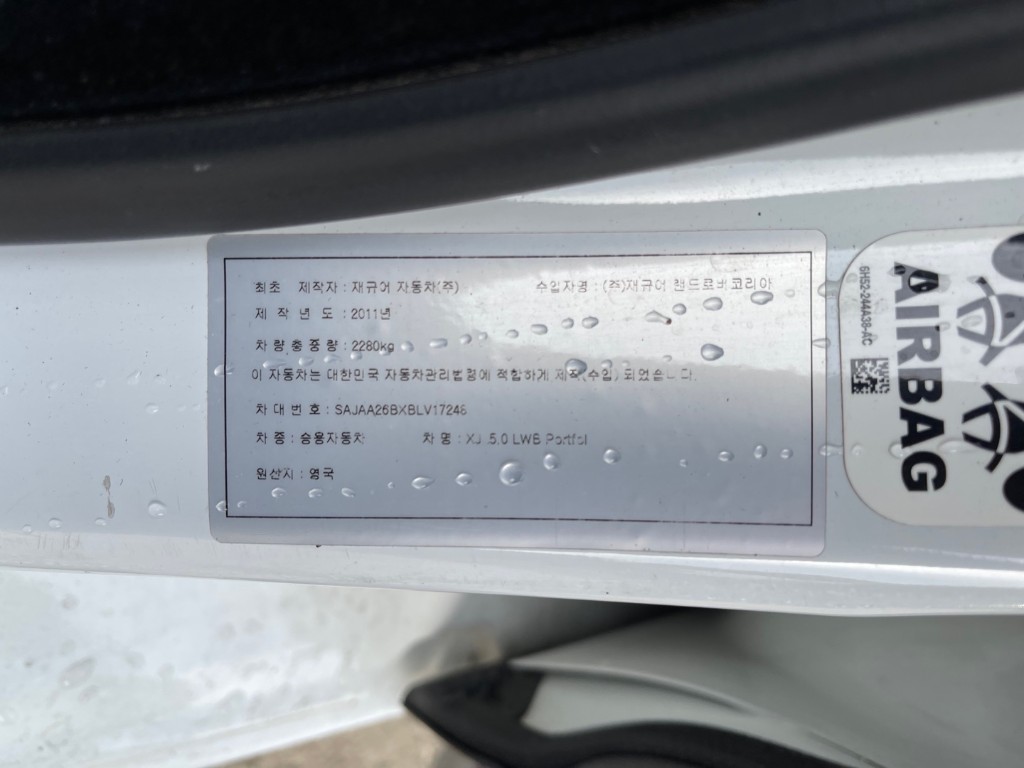 최초 제작자 : 재규어 자동차(주) 수입자명 : (주)재규어 랜드로버코리아
제 작 년 도 : 2011년
차 량 총 중 량 : 2280kg
이 자동차는 대한민국 자동차관리법령에 적합하게 제작(수입) 되었습니다.
차 대 번 호 : SAJAA26BXBLV17248
차 종 : 승용자동차 차 명 : XJ 5.0 LWB Portfol
원산지 : 영국
6H52-244A38-AC
AIRBAG